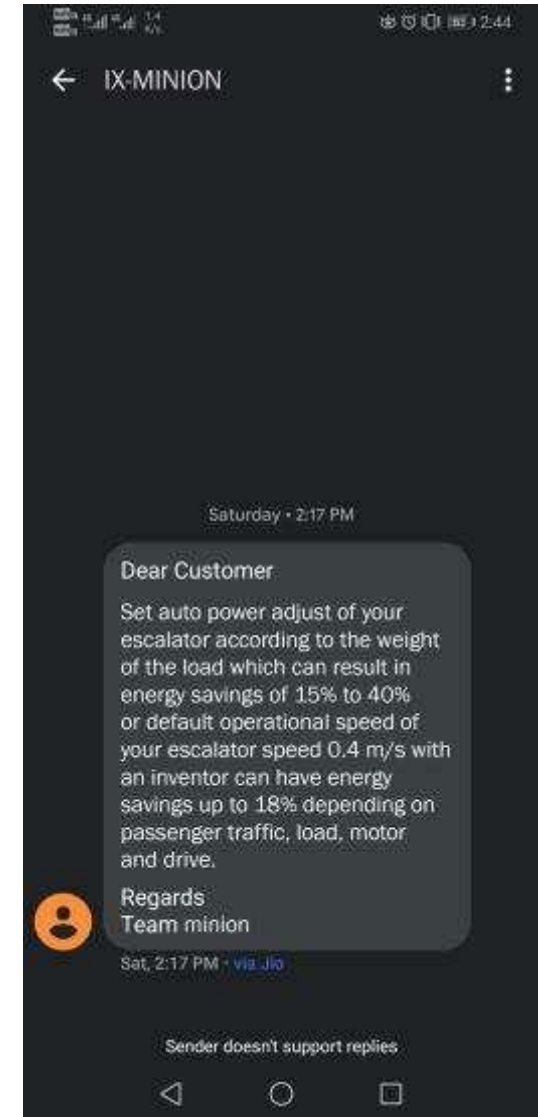 2:44
IX-MINION
Saturday • 2:17 PM
Dear Customer
Set auto power adjust of your
escalator according to the weight
of the load which can result in
energy savings of 15% to 40%
or default operational speed of
your escalator speed 0.4 m/s with
an inventor can have energy
savings up to 18% depending on
passenger traffic, load, motor
and drive.
Regards
Team minion
Sat, 2:17 PM • via Jio
Sender doesn't support replies